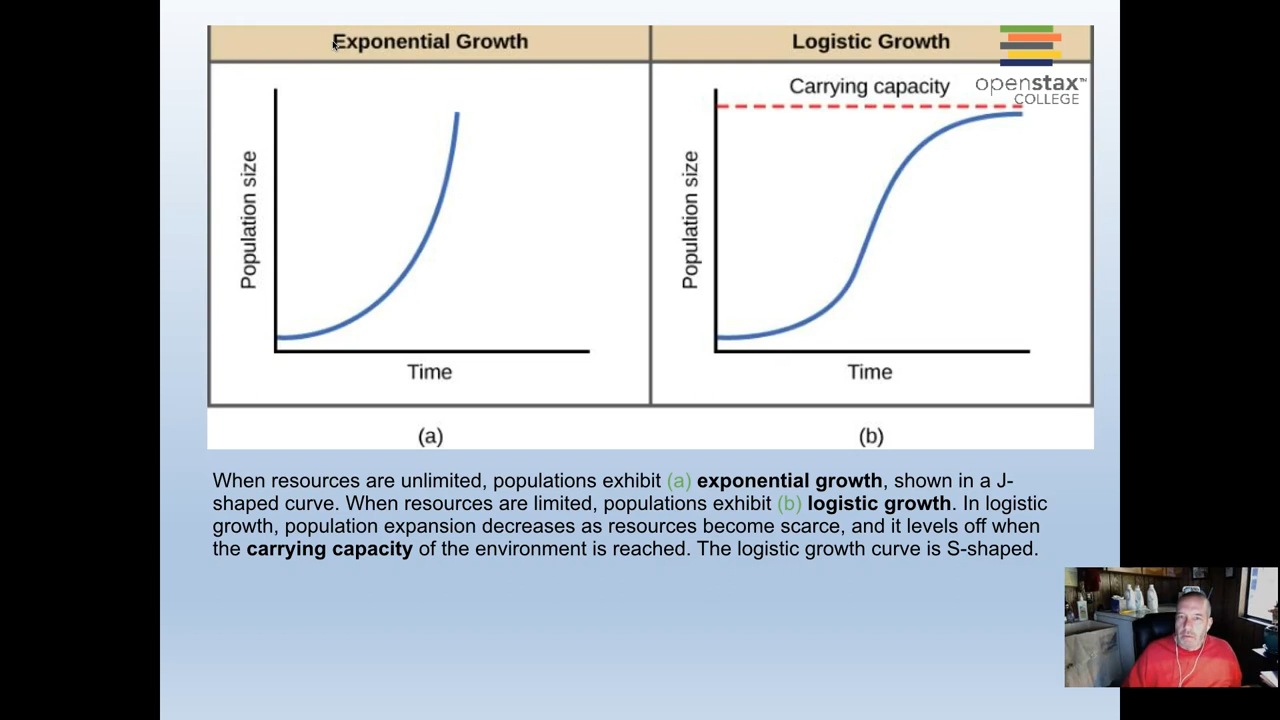 Exponential Growth
Logistic Growth
openstax™
COLLEGE
Population size
Time
Carrying capacity
Population size
Time
(a)
(b)
When resources are unlimited, populations exhibit (a) exponential growth, shown in a J-
shaped curve. When resources are limited, populations exhibit (b) logistic growth. In logistic
growth, population expansion decreases as resources become scarce, and it levels off when
the carrying capacity of the environment is reached. The logistic growth curve is S-shaped.